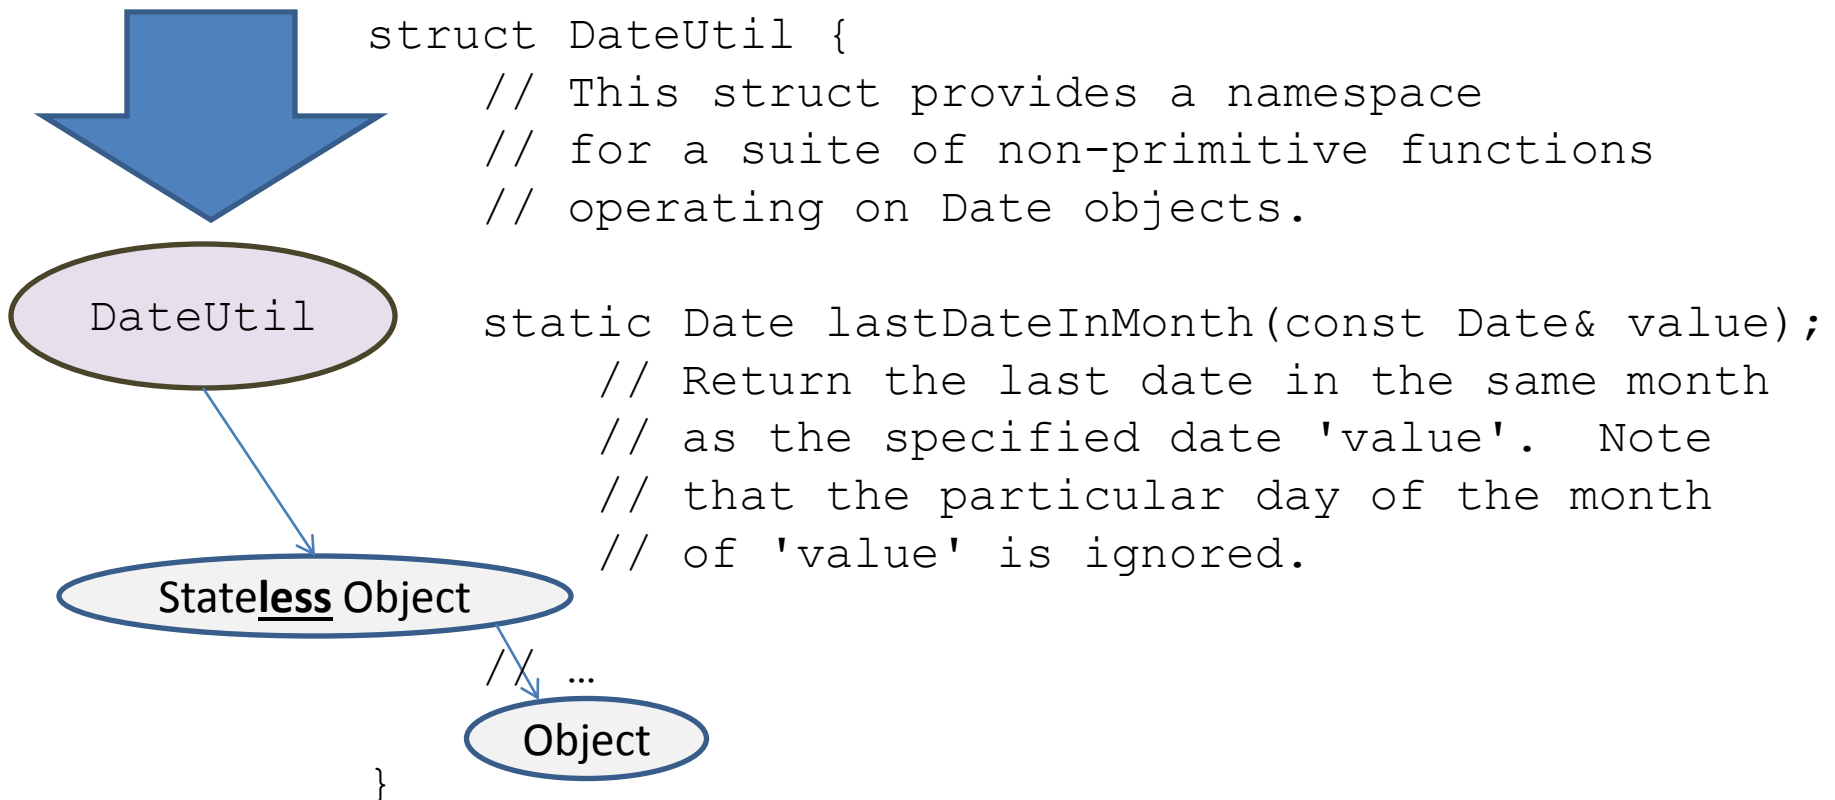 struct DateUtil {
// This struct provides a namespace
// for a suite of non-primitive functions
// operating on Date objects.
DateUtil
static Date lastDateInMonth(const Date& value);
// Return the last date in the same month
// as the specified date 'value'.  Note
// that the particular day of the month
// of 'value' is ignored.
Stateless Object
// …
Object
}